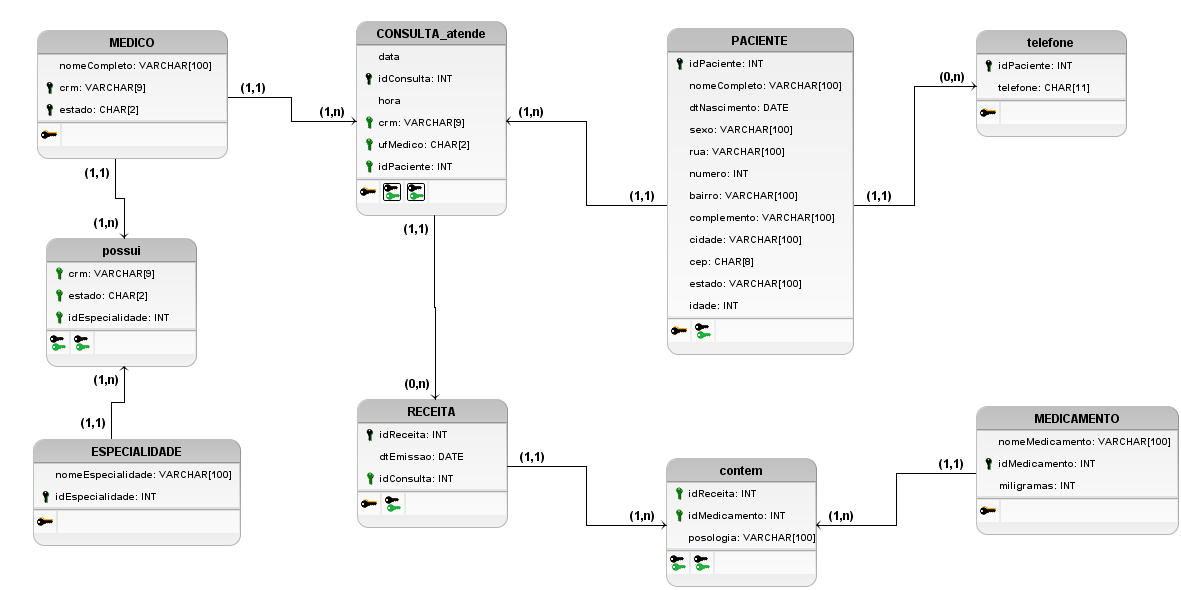 MEDICO
nomeCompleto: VARCHAR[100]
crm: VARCHAR[9]
estado: CHAR[2]
(1,1)
(1,n)
CONSULTA_atende
data
idConsulta: INT
hora
crm: VARCHAR[9]
ufMedico: CHAR[2]
idPaciente: INT
(1,n)
(1,1)
PACIENTE
idPaciente: INT
nomeCompleto: VARCHAR[100]
dtNascimento: DATE
sexo: VARCHAR[100]
rua: VARCHAR[100]
numero: INT
bairro: VARCHAR[100]
complemento: VARCHAR[100]
cidade: VARCHAR[100]
cep: CHAR[8]
estado: VARCHAR[100]
idade: INT
(1,1)
(0,n)
telefone
idPaciente: INT
telefone: CHAR[11]
(1,1)
(1,n)
possui
crm: VARCHAR[9]
estado: CHAR[2]
idEspecialidade: INT
(1,n)
(1,1)
ESPECIALIDADE
nomeEspecialidade: VARCHAR[100]
idEspecialidade: INT
(1,1)
(0,n)
RECEITA
idReceita: INT
dtEmissao: DATE
idConsulta: INT
(1,1)
(1,n)
contem
idReceita: INT
idMedicamento: INT
posologia: VARCHAR[100]
(1,n)
(1,1)
MEDICAMENTO
nomeMedicamento: VARCHAR[100]
idMedicamento: INT
miligramas: INT